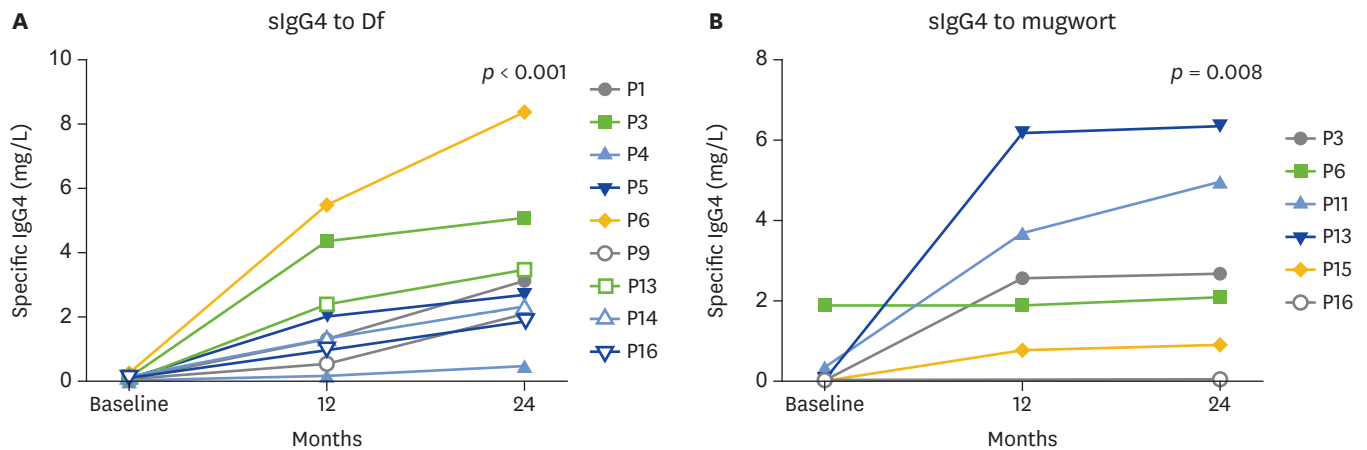 A
sIgG4 to Df
10
8
6
4
2
0
Specific IgG4 (mg/L)
p < 0.001
Baseline
12
24
Months
P1
P3
P4
P5
P6
P9
P13
P14
P16
B
sIgG4 to mugwort
8
6
4
2
0
Specific IgG4 (mg/L)
p = 0.008
Baseline
12
24
Months
P3
P6
P11
P13
P15
P16